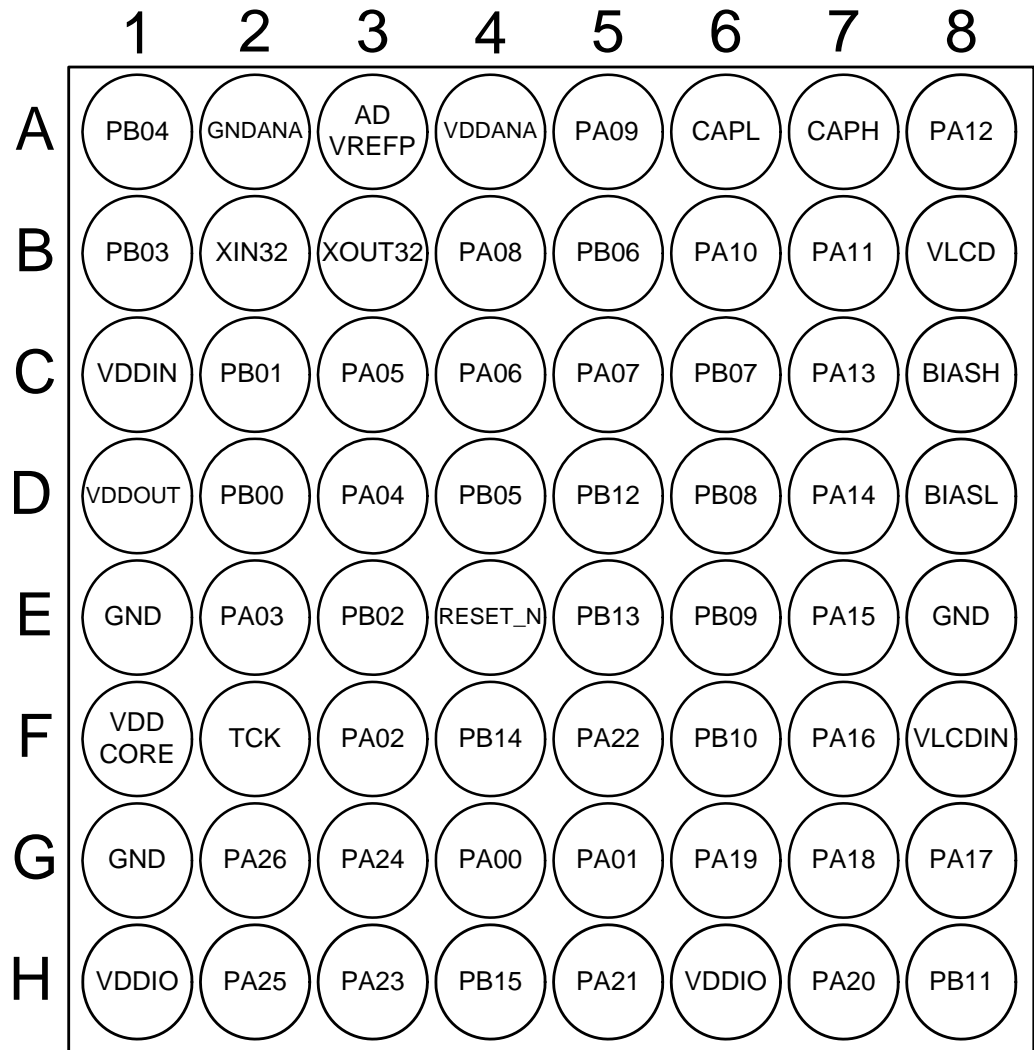 1 2 3 4 5 6 7 8
A PB04 GNDANA AD VREFP VDDANA PA09 CAPL CAPH PA12
B PB03 XIN32 XOUT32 PA08 PB06 PA10 PA11 VLCD
C VDDIN PB01 PA05 PA06 PA07 PB07 PA13 BIASH
D VDDOUT PB00 PA04 PB05 PB12 PB08 PA14 BIASL
E GND PA03 PB02 RESET_N PB13 PB09 PA15 GND
F VDD CORE TCK PA02 PB14 PA22 PB10 PA16 VLCDIN
G GND PA26 PA24 PA00 PA01 PA19 PA18 PA17
H VDDIO PA25 PA23 PB15 PA21 VDDIO PA20 PB11